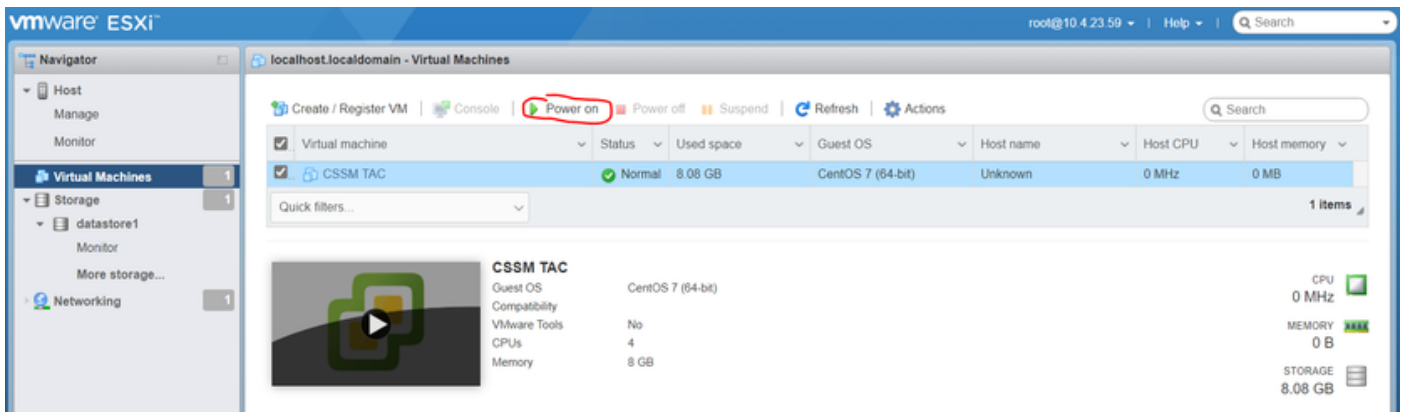 vmware ESXi™
root@10.4.23.59 | Help | Search
Navigator
localhost.localdomain - Virtual Machines
Host
Manage
Monitor
Virtual Machines 1
Storage 1
datastore1
Monitor
More storage...
Networking 1
Create / Register VM | Console | Power on Power off Suspend | Refresh | Actions
Search
Virtual machine Status Used space Guest OS Host name Host CPU Host memory
CSSM TAC Normal 8.08 GB CentOS 7 (64-bit) Unknown 0 MHz 0 MB
Quick filters...
1 items
CSSM TAC
Guest OS CentOS 7 (64-bit)
Compatibility
VMware Tools No
CPUs 4
Memory 8 GB
CPU
0 MHz
MEMORY
0 B
STORAGE
8.08 GB